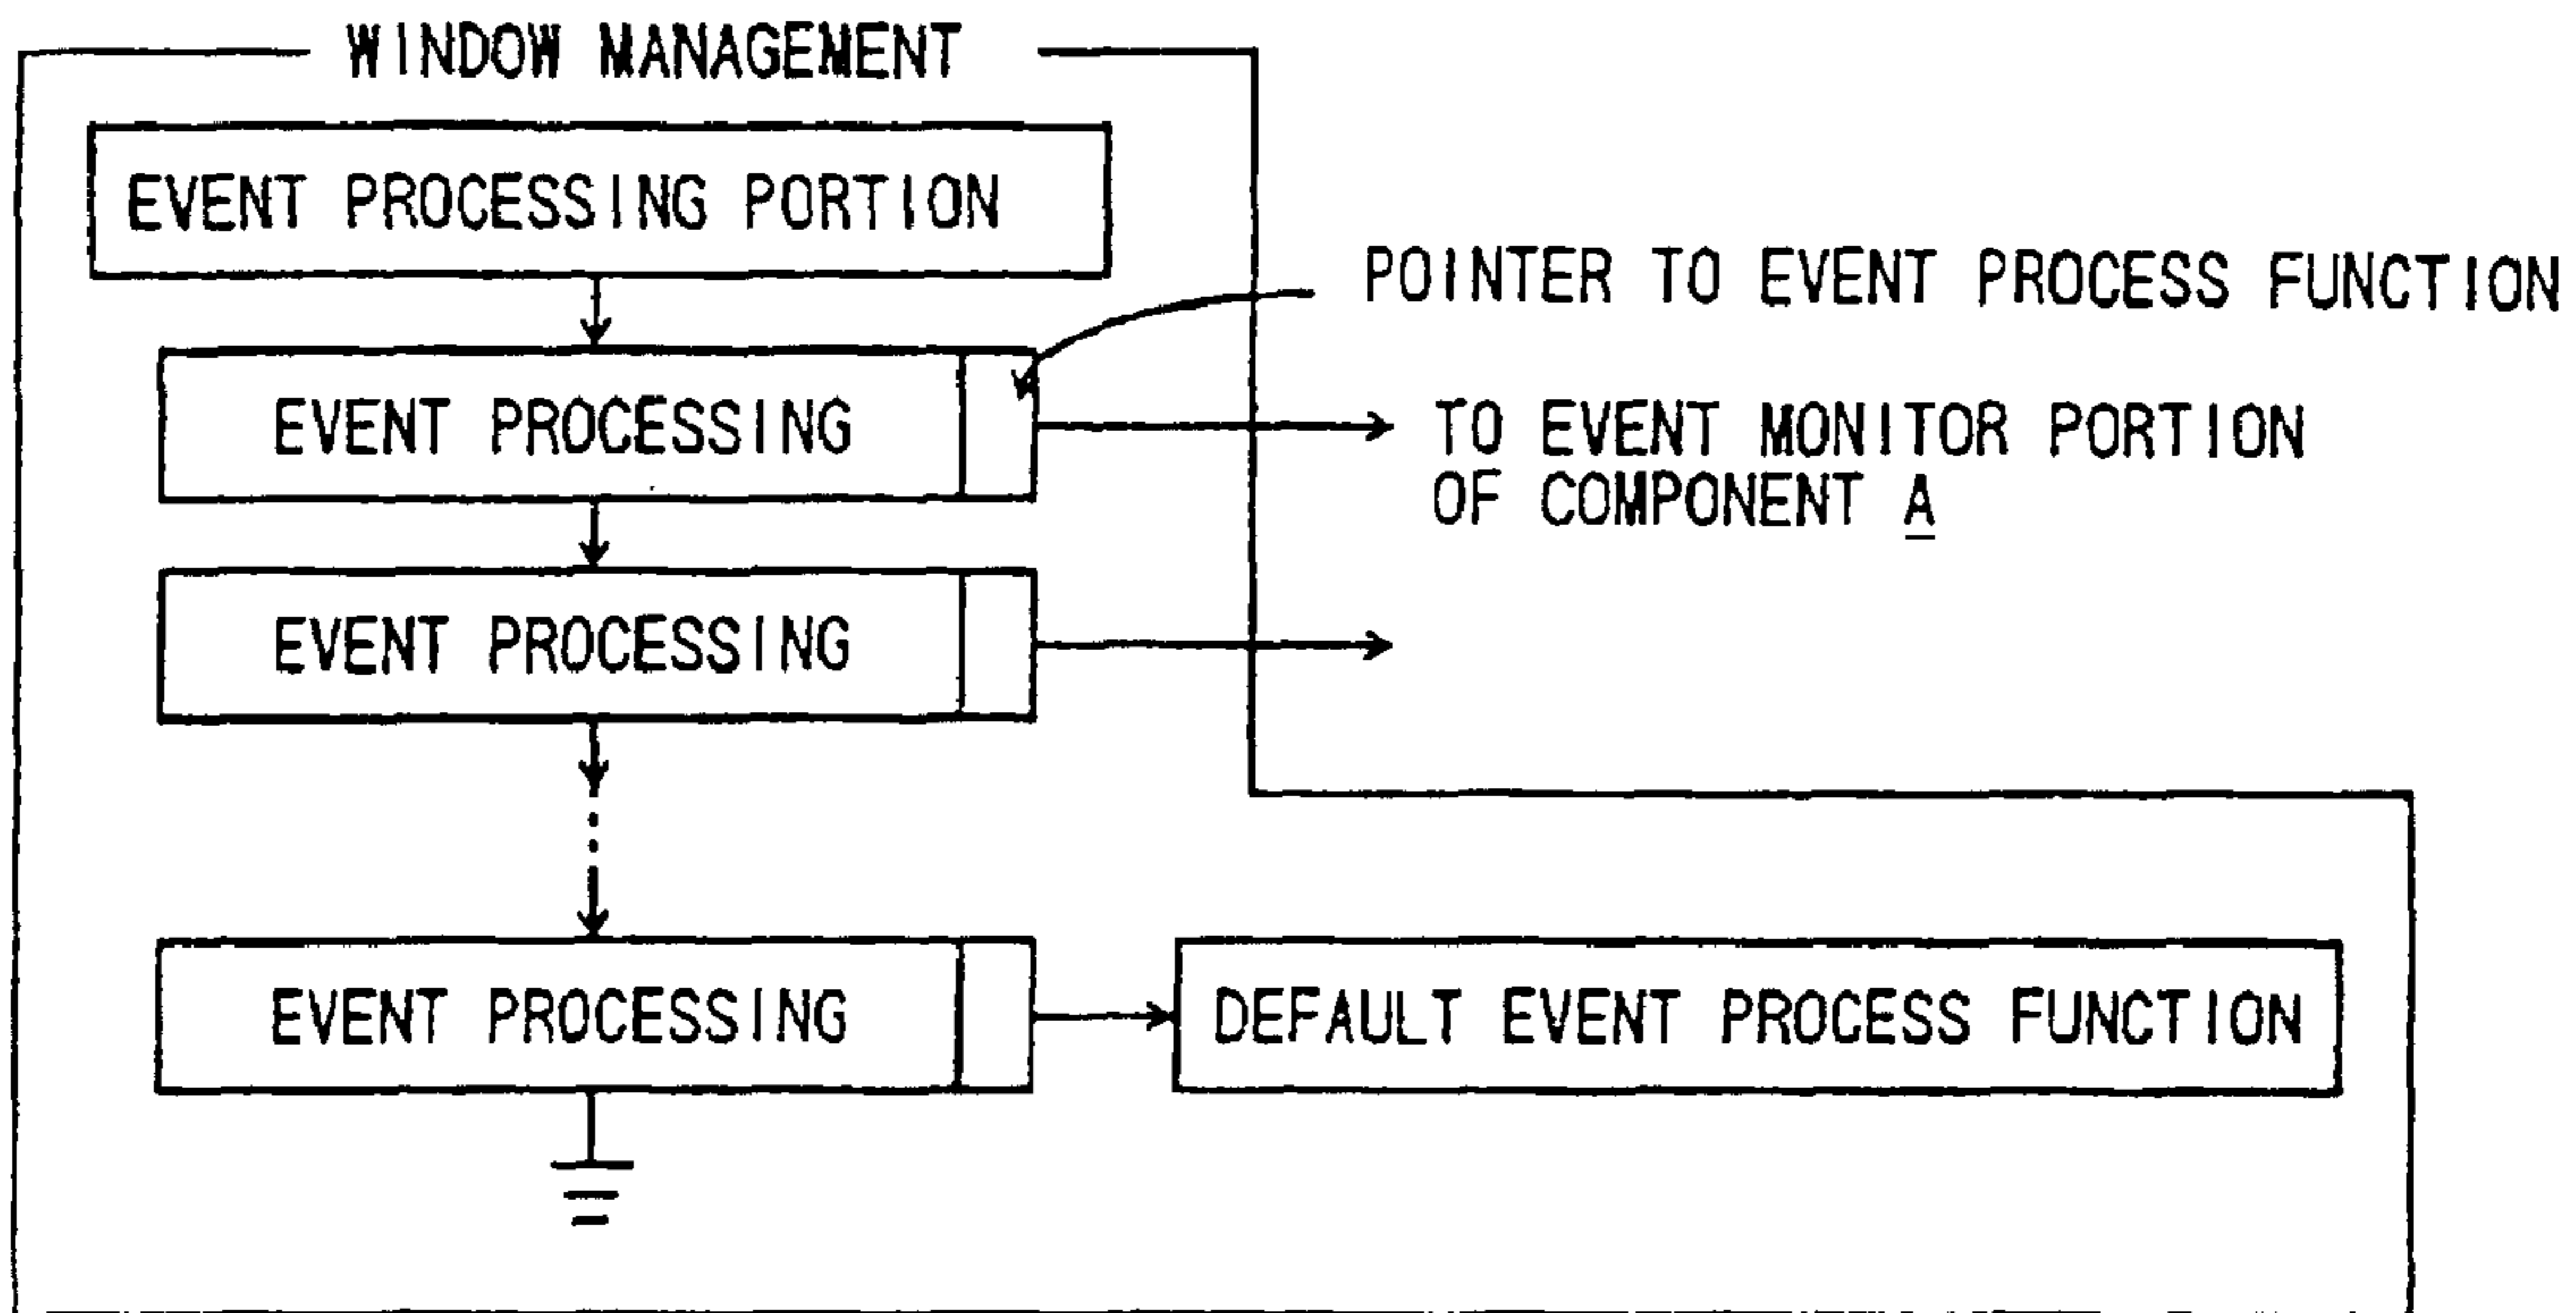 WINDOW MANAGEMENT
EVENT PROCESSING PORTION
POINTER TO EVENT PROCESS FUNCTION
EVENT PROCESSING
TO EVENT MONITOR PORTION
OF COMPONENT A
EVENT PROCESSING
EVENT PROCESSING
DEFAULT EVENT PROCESS FUNCTION